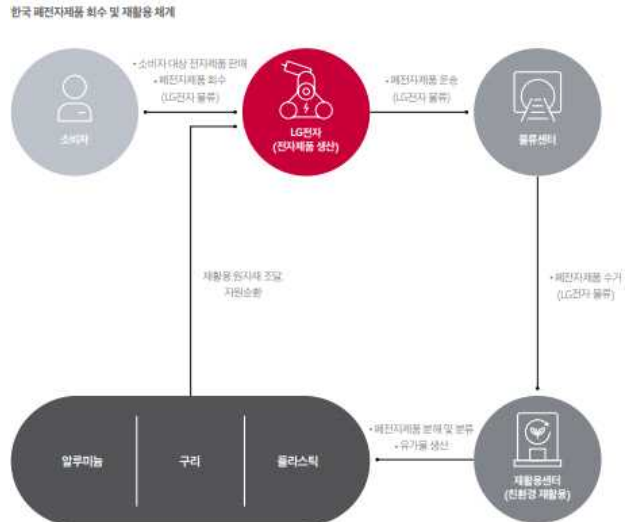 한국 폐전자제품 회수 및 재활용 체계
• 소비자 대상 전자제품 판매
• 폐전자제품 회수
(LG전자 물류)
• 폐전자제품 운송
(LG전자 물류)
소비자
LG전자
(전자제품 생산)
물류센터
재활용 원자재 조달
자원순환
• 폐전자제품 수거
(LG전자 물류)
알루미늄
구리
플라스틱
• 폐전자제품 분해 및 분류
• 유가물 생산
재활용센터
(친환경 재활용)